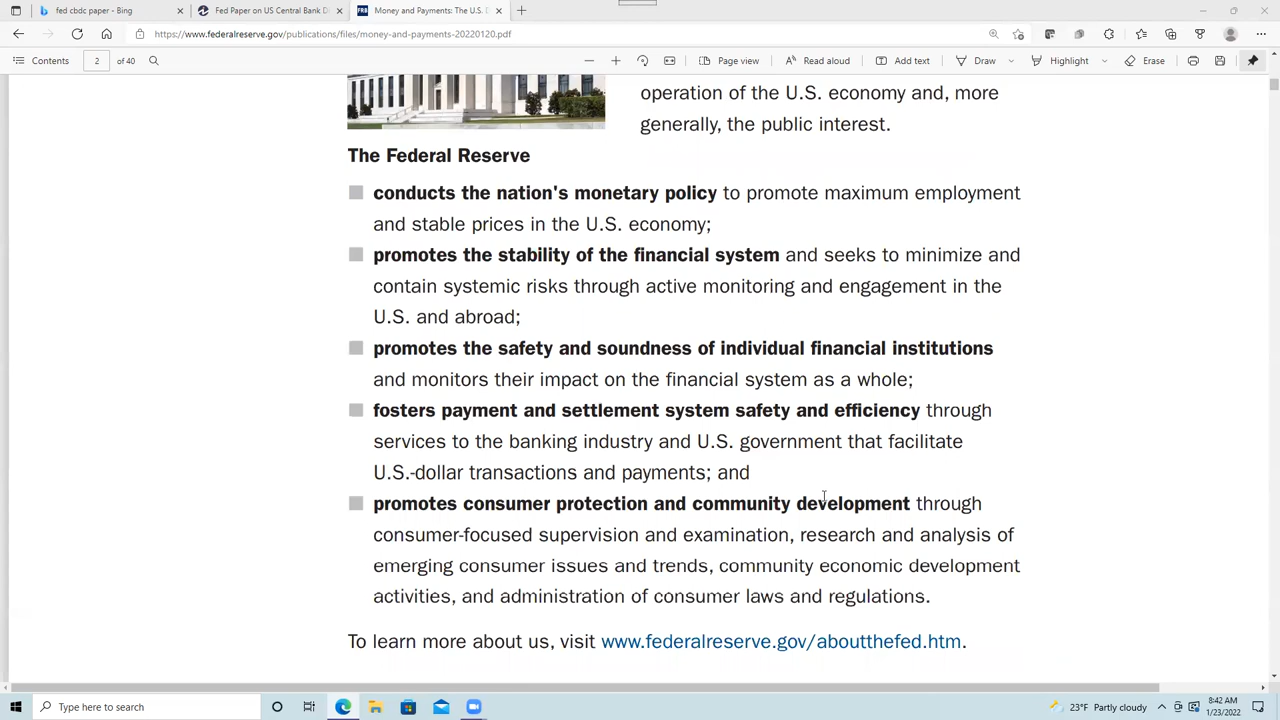 fed cbdc paper - Bing
Fed Paper on US Central Bank D
Money and Payments: The U.S. F
https://www.federalreserve.gov/publications/files/money-and-payments-20220120.pdf
Contents 2 of 40 Page view Read aloud Add text Draw Highlight Erase
operation of the U.S. economy and, more
generally, the public interest.
The Federal Reserve
conducts the nation's monetary policy to promote maximum employment
and stable prices in the U.S. economy;
promotes the stability of the financial system and seeks to minimize and
contain systemic risks through active monitoring and engagement in the
U.S. and abroad;
promotes the safety and soundness of individual financial institutions
and monitors their impact on the financial system as a whole;
fosters payment and settlement system safety and efficiency through
services to the banking industry and U.S. government that facilitate
U.S.-dollar transactions and payments; and
promotes consumer protection and community development through
consumer-focused supervision and examination, research and analysis of
emerging consumer issues and trends, community economic development
activities, and administration of consumer laws and regulations.
To learn more about us, visit www.federalreserve.gov/aboutthefed.htm.
Type here to search
23°F Partly cloudy
8:42 AM
1/23/2022